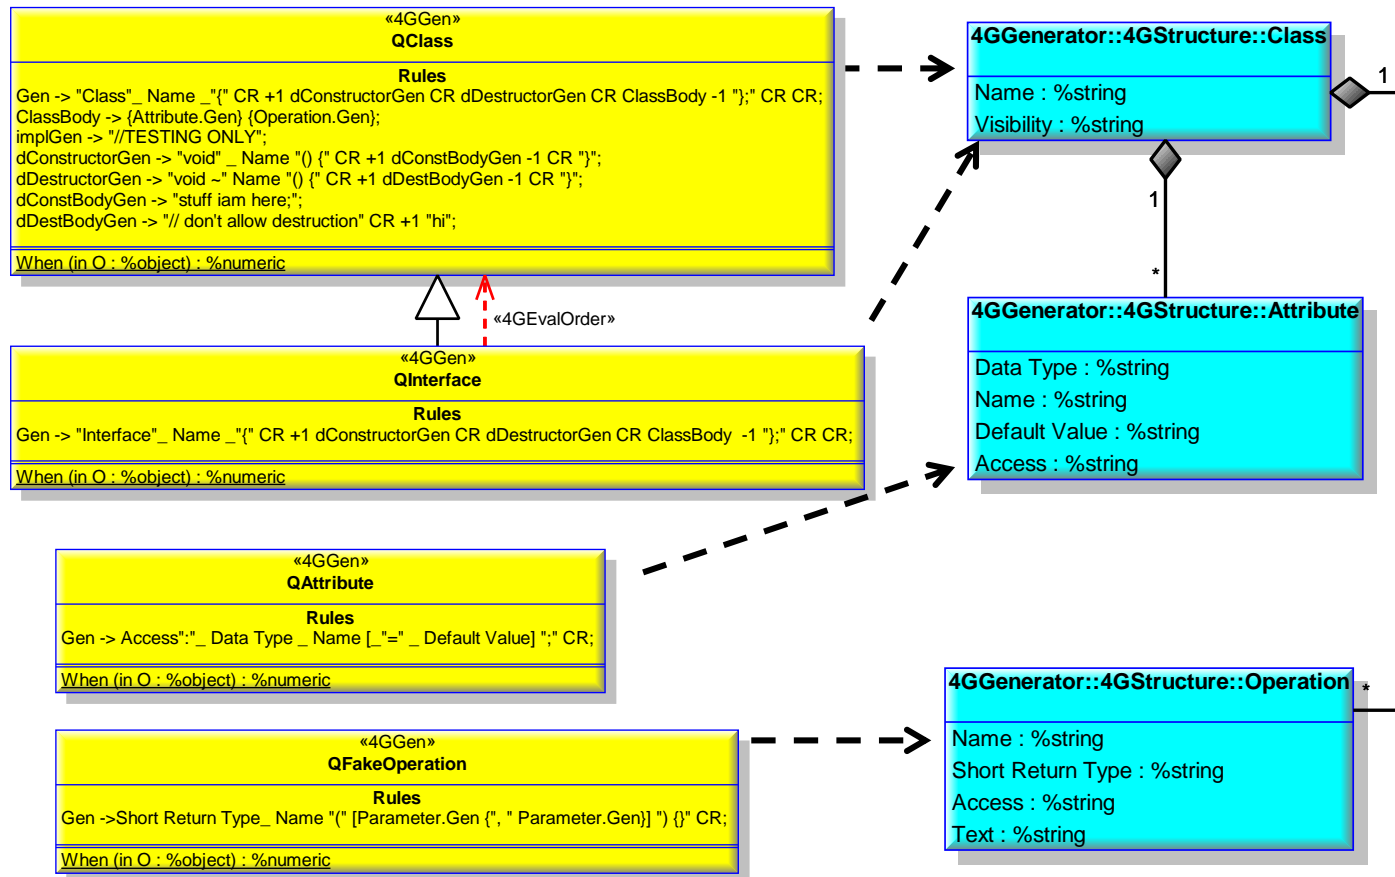 «4GGen»
QClass
Rules
Gen -> "Class"_ Name _"{" CR +1 dConstructorGen CR dDestructorGen CR ClassBody -1 "};" CR CR;
ClassBody -> {Attribute.Gen} {Operation.Gen};
implGen -> "//TESTING ONLY";
dConstructorGen -> "void" _ Name "() {" CR +1 dConstBodyGen -1 CR "}";
dDestructorGen -> "void ~" Name "() {" CR +1 dDestBodyGen -1 CR "}";
dConstBodyGen -> "stuff iam here;";
dDestBodyGen -> "// don't allow destruction" CR +1 "hi";
When (in O : %object) : %numeric
«4GEvalOrder»
«4GGen»
QInterface
Rules
Gen -> "Interface"_ Name _"{" CR +1 dConstructorGen CR dDestructorGen CR ClassBody  -1 "};" CR CR;
When (in O : %object) : %numeric
«4GGen»
QAttribute
Rules
Gen -> Access":"_ Data Type _ Name [_"=" _ Default Value] ";" CR;
When (in O : %object) : %numeric
«4GGen»
QFakeOperation
Rules
Gen ->Short Return Type_ Name "(" [Parameter.Gen {", " Parameter.Gen}] ") {}" CR;
When (in O : %object) : %numeric
4GGenerator::4GStructure::Class
Name : %string
Visibility : %string
1
1
*
4GGenerator::4GStructure::Attribute
Data Type : %string
Name : %string
Default Value : %string
Access : %string
4GGenerator::4GStructure::Operation
*
Name : %string
Short Return Type : %string
Access : %string
Text : %string